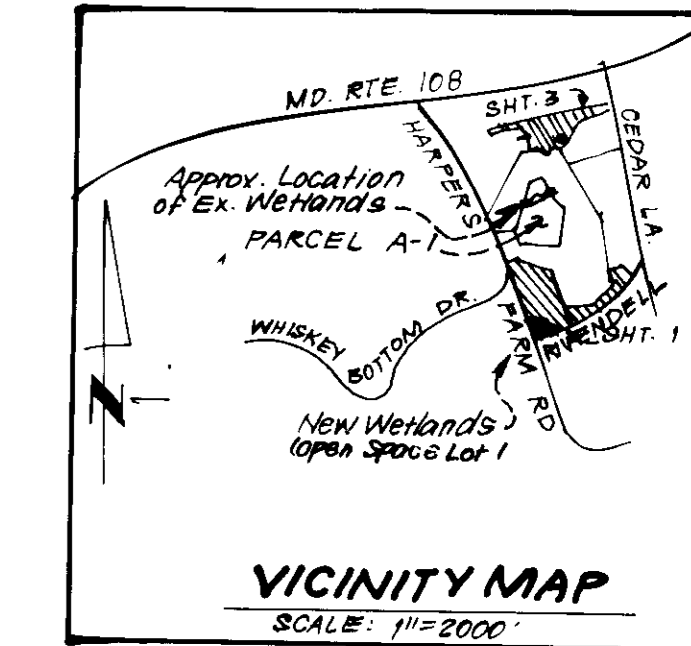 MD. RTE. 108
SHT. 3
HARPERS
CEDAR LA.
Approx. Location
of Ex. Wetlands
PARCEL A-1
2
WHISKEY BOTTOM DR.
FARM RD
RIVENDELL
SHT. 1
New Wetlands
(Open Space Lot 1
N
VICINITY MAP
SCALE: 1"=2000'